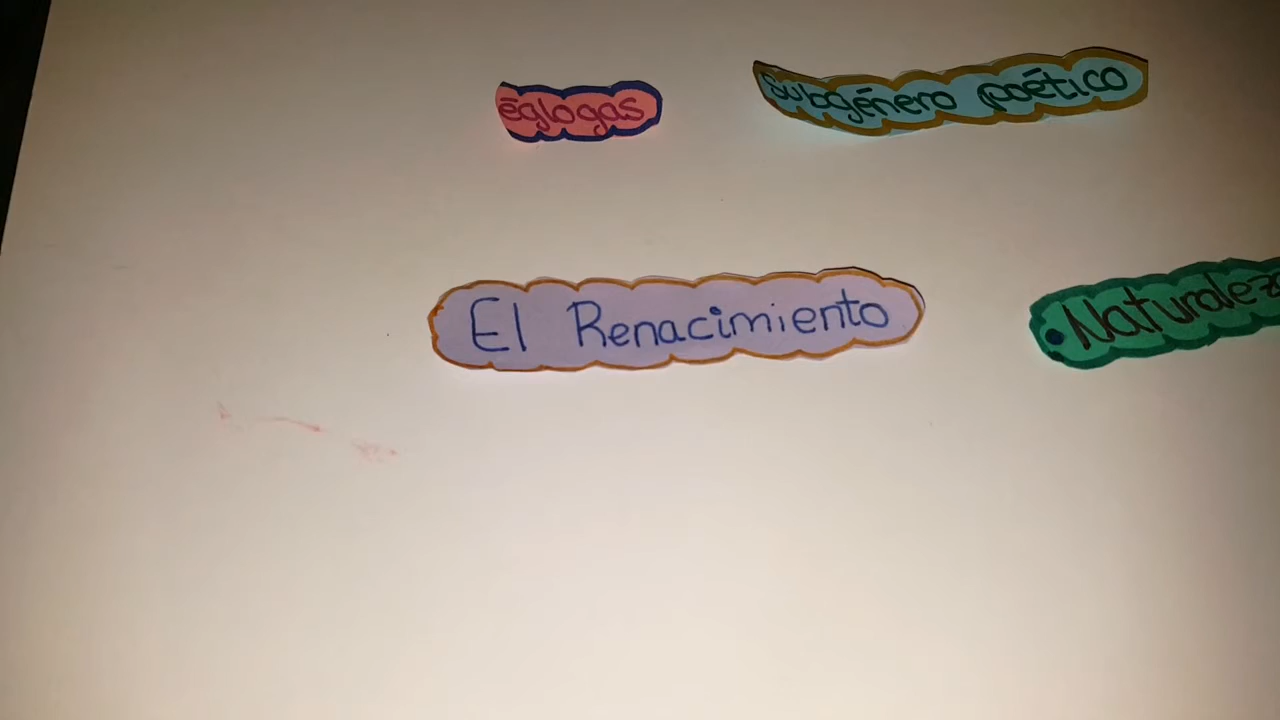 églogas
subgénero poético
El Renacimiento
• Naturalez